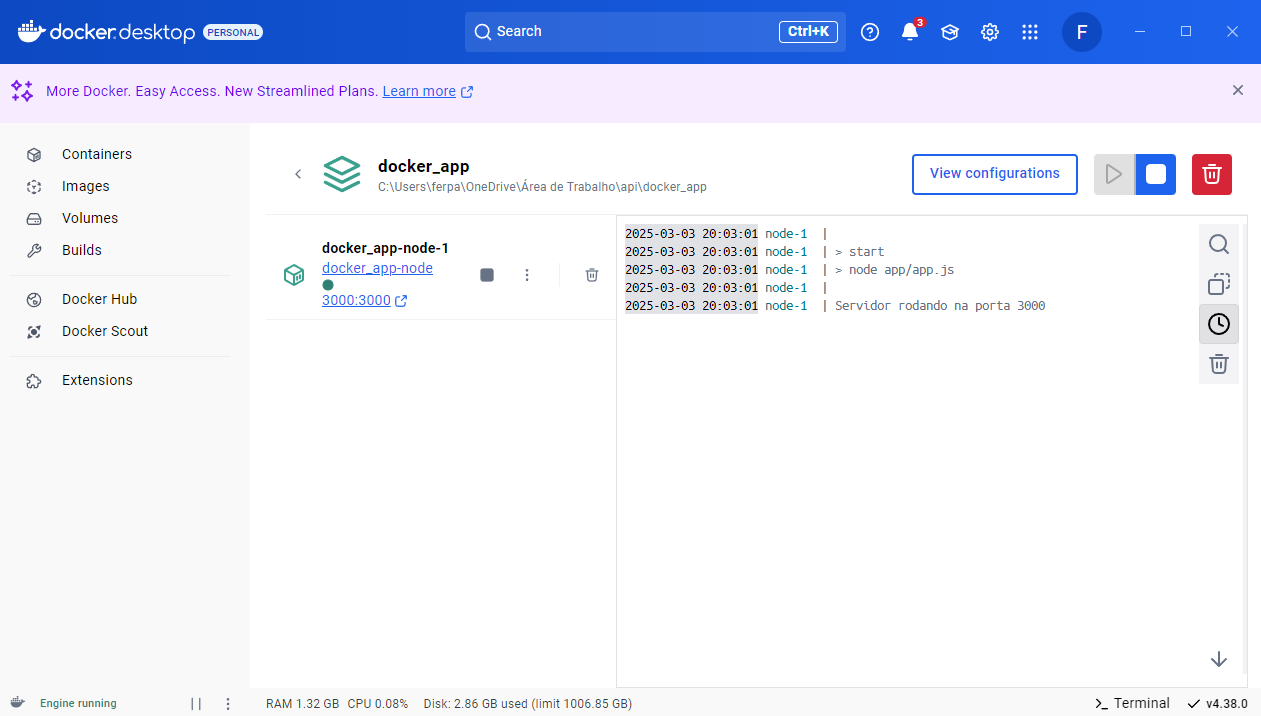 docker.desktop PERSONAL
Search
Ctrl+K
3
F
More Docker. Easy Access. New Streamlined Plans. Learn more
Containers
Images
Volumes
Builds
Docker Hub
Docker Scout
Extensions
docker_app
C:\Users\ferpa\OneDrive\Área de Trabalho\api\docker_app
View configurations
docker_app-node-1
docker_app-node
3000:3000
2025-03-03 20:03:01 node-1 |
2025-03-03 20:03:01 node-1 | > start
2025-03-03 20:03:01 node-1 | > node app/app.js
2025-03-03 20:03:01 node-1 |
2025-03-03 20:03:01 node-1 | Servidor rodando na porta 3000
Engine running
RAM 1.32 GB CPU 0.08% Disk: 2.86 GB used (limit 1006.85 GB)
Terminal
v4.38.0